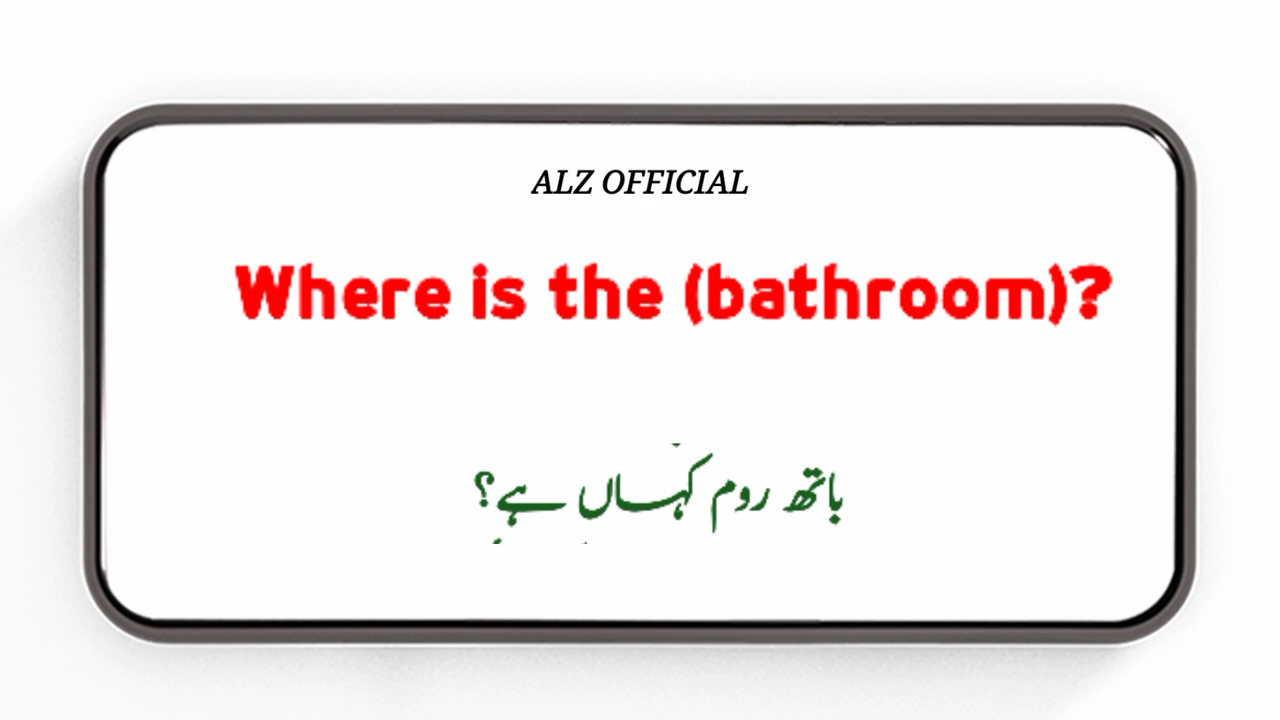 ALZ OFFICIAL
Where is the (bathroom)?
باتھ روم کہاں ہے؟